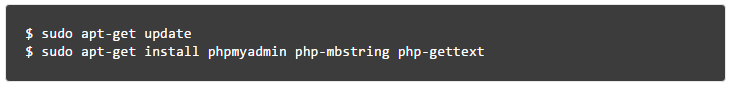 $ sudo apt-get update
$ sudo apt-get install phpmyadmin php-mbstring php-gettext